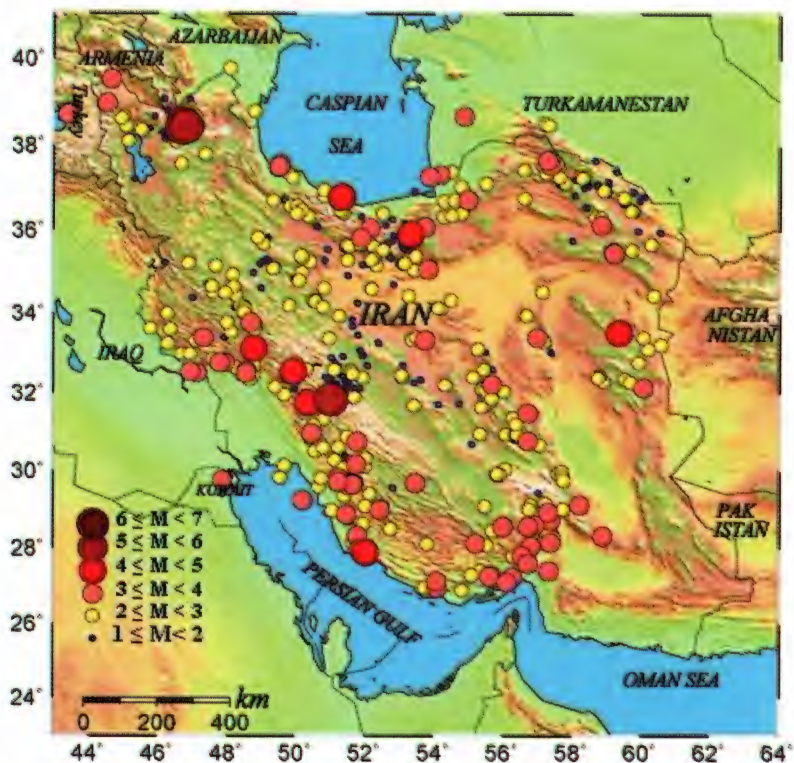 AZARBAIJAN
ARMENIA
Turkey
CASPIAN
SEA
TURKAMANESTAN
IRAN
AFGHA
NISTAN
IRAQ
KUWAIT
PAK
ISTAN
PERSIAN GULF
OMAN SEA
6 ≤ M < 7
5 ≤ M < 6
4 ≤ M < 5
3 ≤ M < 4
2 ≤ M < 3
1 ≤ M < 2
km
0 200 400
40°
38°
36°
34°
32°
30°
28°
26°
24°
44° 46° 48° 50° 52° 54° 56° 58° 60° 62° 64°